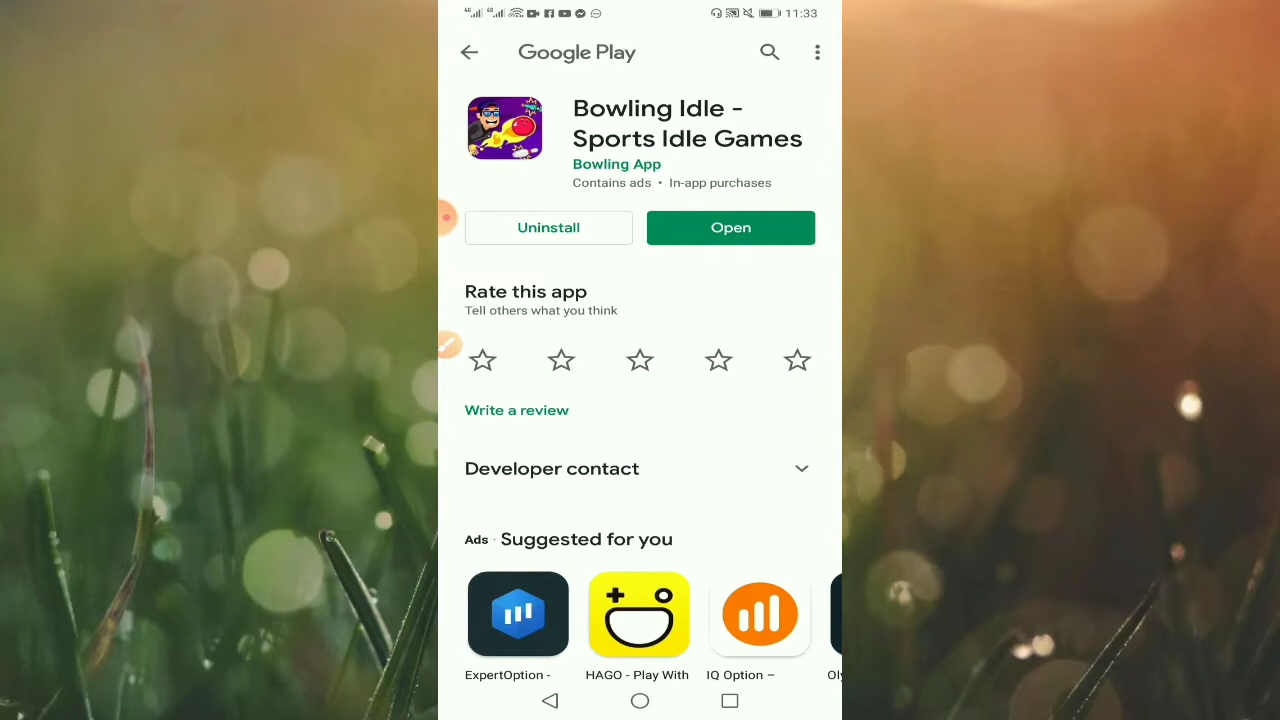 11:33
Google Play
Bowling Idle -
Sports Idle Games
Bowling App
Contains ads • In-app purchases
Uninstall
Open
Rate this app
Tell others what you think
Write a review
Developer contact
Ads · Suggested for you
ExpertOption -
HAGO - Play With
IQ Option –